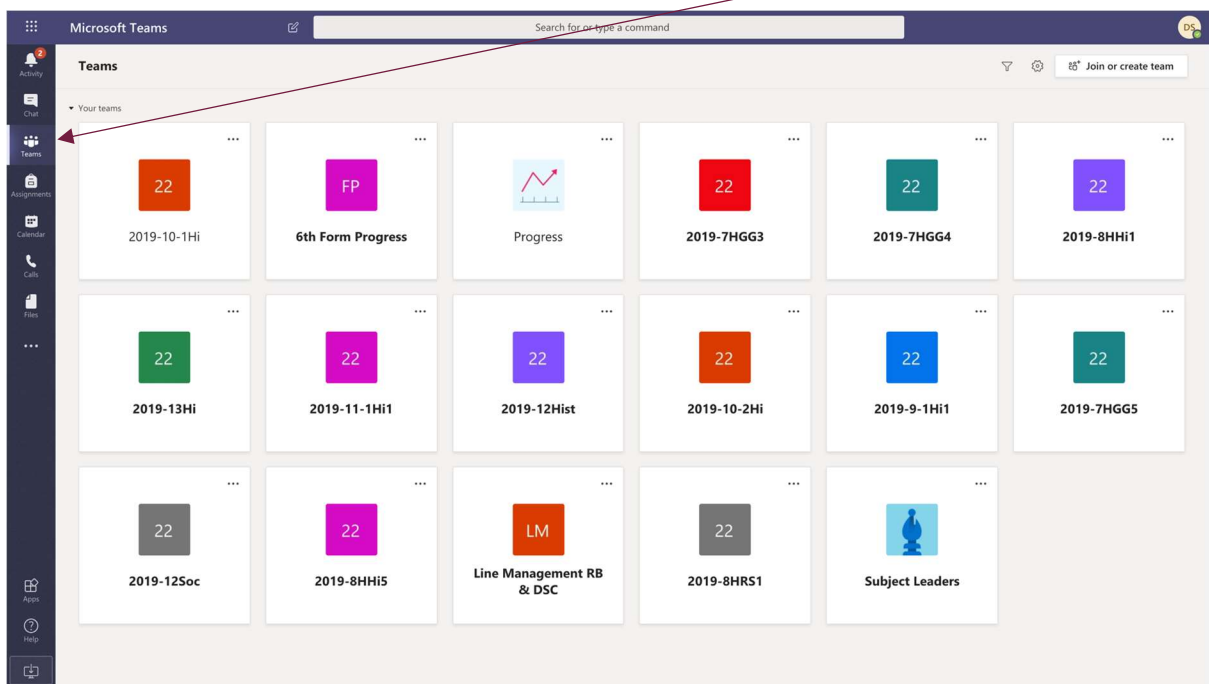 Microsoft Teams
Search for or type a command
DS
2
Activity
Chat
Teams
Assignments
Calendar
Calls
Files
Apps
Help
Teams
Join or create team
Your teams
22
2019-10-1Hi
FP
6th Form Progress
Progress
22
2019-7HGG3
22
2019-7HGG4
22
2019-8HHi1
22
2019-13Hi
22
2019-11-1Hi1
22
2019-12Hist
22
2019-10-2Hi
22
2019-9-1Hi1
22
2019-7HGG5
22
2019-12Soc
22
2019-8HHi5
LM
Line Management RB
& DSC
22
2019-8HRS1
Subject Leaders